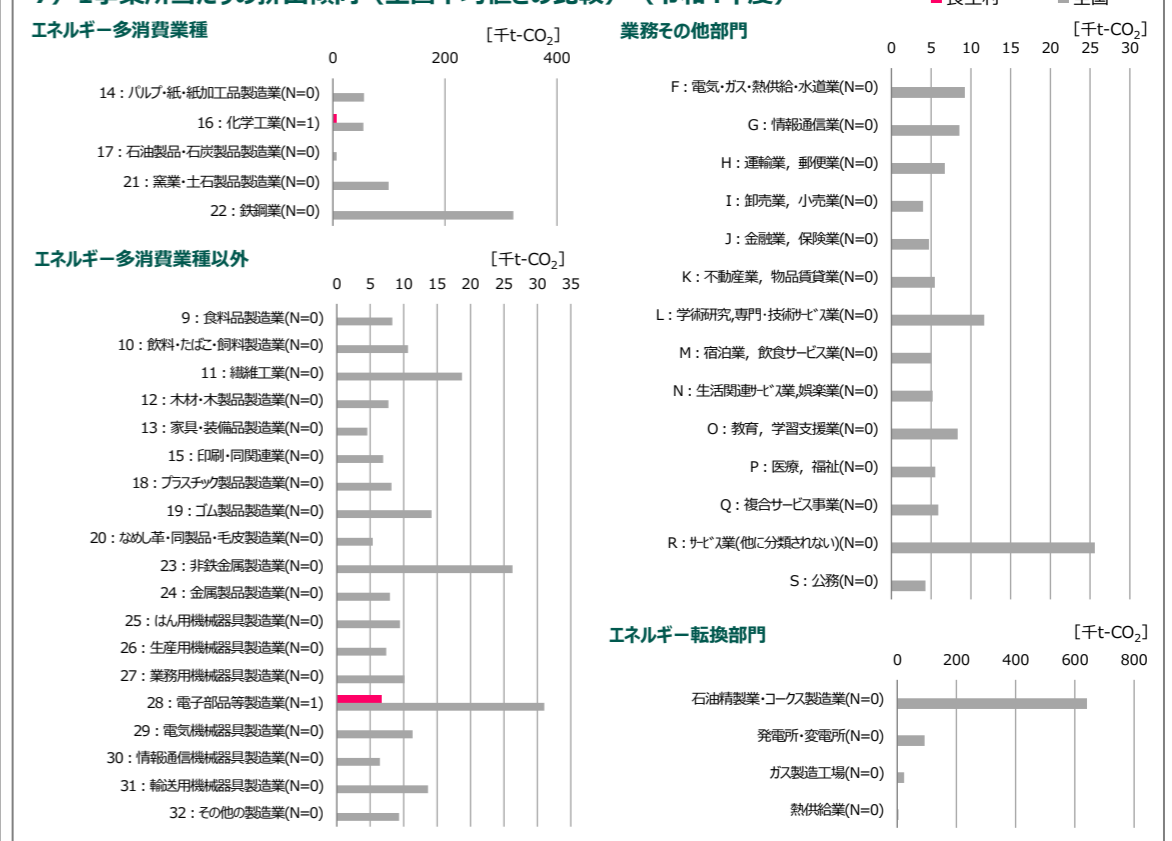 エネルギー多消費業種
[千t-CO2]
0 200 400
14：パルプ・紙・紙加工品製造業(N=0)
16：化学工業(N=1)
17：石油製品・石炭製品製造業(N=0)
21：窯業・土石製品製造業(N=0)
22：鉄鋼業(N=0)
エネルギー多消費業種以外
[千t-CO2]
0 5 10 15 20 25 30 35
9：食料品製造業(N=0)
10：飲料・たばこ・飼料製造業(N=0)
11：繊維工業(N=0)
12：木材・木製品製造業(N=0)
13：家具・装備品製造業(N=0)
15：印刷・同関連業(N=0)
18：プラスチック製品製造業(N=0)
19：ゴム製品製造業(N=0)
20：なめし革・同製品・毛皮製造業(N=0)
23：非鉄金属製造業(N=0)
24：金属製品製造業(N=0)
25：はん用機械器具製造業(N=0)
26：生産用機械器具製造業(N=0)
27：業務用機械器具製造業(N=0)
28：電子部品等製造業(N=1)
29：電気機械器具製造業(N=0)
30：情報通信機械器具製造業(N=0)
31：輸送用機械器具製造業(N=0)
32：その他の製造業(N=0)
業務その他部門
[千t-CO2]
0 5 10 15 20 25 30
F：電気・ガス・熱供給・水道業(N=0)
G：情報通信業(N=0)
H：運輸業，郵便業(N=0)
I：卸売業，小売業(N=0)
J：金融業，保険業(N=0)
K：不動産業，物品賃貸業(N=0)
L：学術研究,専門・技術サービス業(N=0)
M：宿泊業，飲食サービス業(N=0)
N：生活関連サービス業,娯楽業(N=0)
O：教育，学習支援業(N=0)
P：医療，福祉(N=0)
Q：複合サービス事業(N=0)
R：サービス業(他に分類されない)(N=0)
S：公務(N=0)
エネルギー転換部門
[千t-CO2]
0 200 400 600 800
石油精製業・コークス製造業(N=0)
発電所・変電所(N=0)
ガス製造工場(N=0)
熱供給業(N=0)